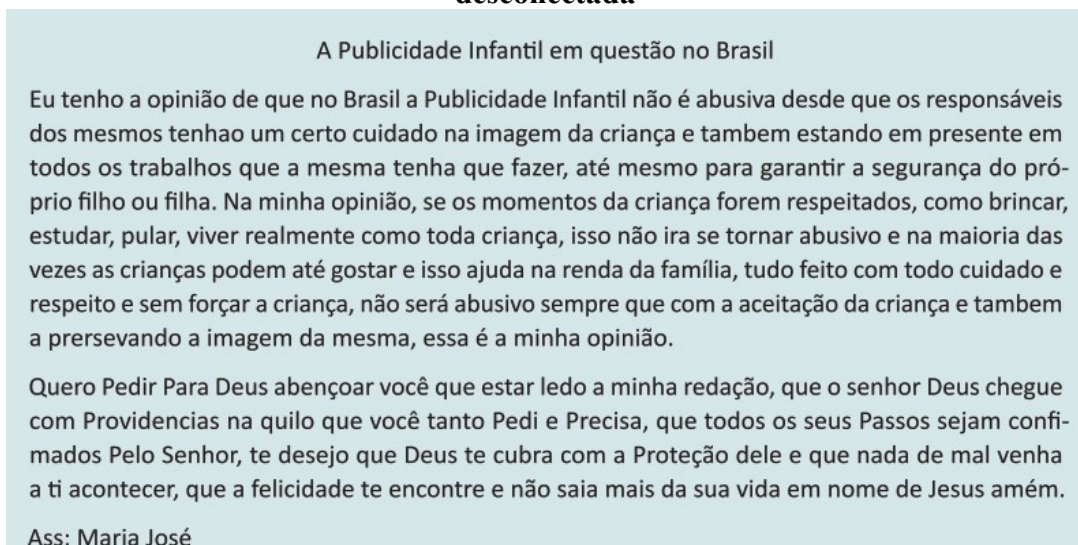 desconectada
A Publicidade Infantil em questão no Brasil
Eu tenho a opinião de que no Brasil a Publicidade Infantil não é abusiva desde que os responsáveis
dos mesmos tenhao um certo cuidado na imagem da criança e tambem estando em presente em
todos os trabalhos que a mesma tenha que fazer, até mesmo para garantir a segurança do pró-
prio filho ou filha. Na minha opinião, se os momentos da criança forem respeitados, como brincar,
estudar, pular, viver realmente como toda criança, isso não ira se tornar abusivo e na maioria das
vezes as crianças podem até gostar e isso ajuda na renda da família, tudo feito com todo cuidado e
respeito e sem forçar a criança, não será abusivo sempre que com a aceitação da criança e tambem
a prersevando a imagem da mesma, essa é a minha opinião.
Quero Pedir Para Deus abençoar você que estar ledo a minha redação, que o senhor Deus chegue
com Providencias na quilo que você tanto Pedi e Precisa, que todos os seus Passos sejam confi-
mados Pelo Senhor, te desejo que Deus te cubra com a Proteção dele e que nada de mal venha
a ti acontecer, que a felicidade te encontre e não saia mais da sua vida em nome de Jesus amém.
Ass: Maria José